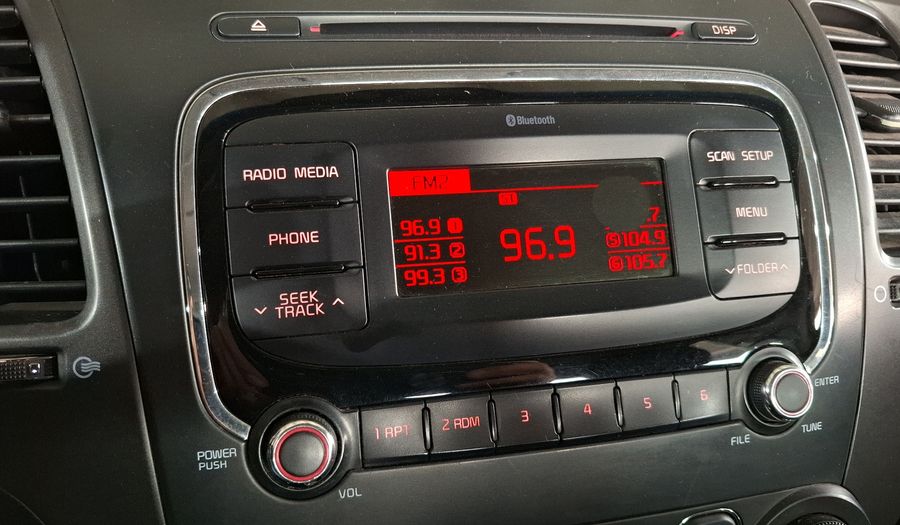 DISP
Bluetooth
RADIO MEDIA
SCAN SETUP
FM2
96.9 1
.7
PHONE
MENU
91.3 2
96.9
5 104.9
99.3 3
6 105.7
SEEK
TRACK
FOLDER
1 RPT
2 RDM
3
4
5
6
ENTER
TUNE
FILE
POWER
PUSH
VOL